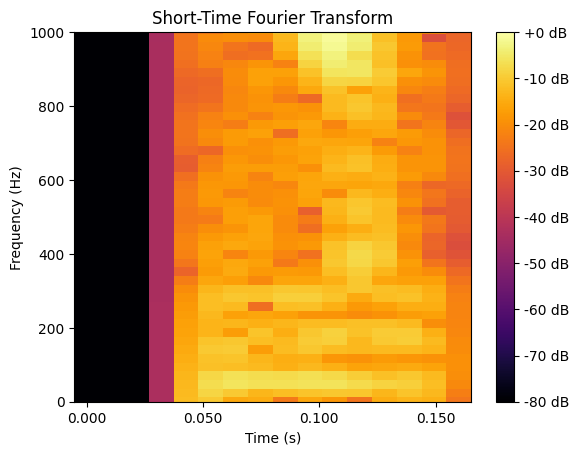 Short-Time Fourier Transform
1000
800
600
400
200
0
Frequency (Hz)
0.000
0.050
0.100
0.150
Time (s)
+0 dB
-10 dB
-20 dB
-30 dB
-40 dB
-50 dB
-60 dB
-70 dB
-80 dB